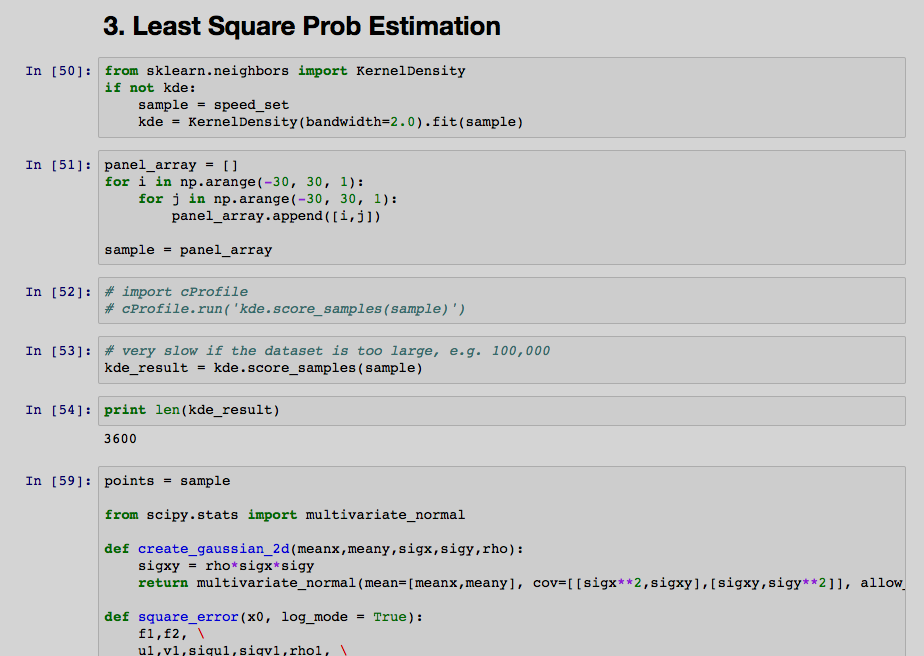 3. Least Square Prob Estimation
In [50]: from sklearn.neighbors import KernelDensity
if not kde:
    sample = speed_set
    kde = KernelDensity(bandwidth=2.0).fit(sample)
In [51]: panel_array = []
for i in np.arange(-30, 30, 1):
    for j in np.arange(-30, 30, 1):
        panel_array.append([i,j])
sample = panel_array
In [52]: # import cProfile
# cProfile.run('kde.score_samples(sample)')
In [53]: # very slow if the dataset is too large, e.g. 100,000
kde_result = kde.score_samples(sample)
In [54]: print len(kde_result)
3600
In [59]: points = sample
from scipy.stats import multivariate_normal
def create_gaussian_2d(meanx,meany,sigx,sigy,rho):
    sigxy = rho*sigx*sigy
    return multivariate_normal(mean=[meanx,meany], cov=[[sigx**2,sigxy],[sigxy,sigy**2]], allow_
def square_error(x0, log_mode = True):
    f1,f2, \
    u1,v1,sigu1,sigv1,rho1, \